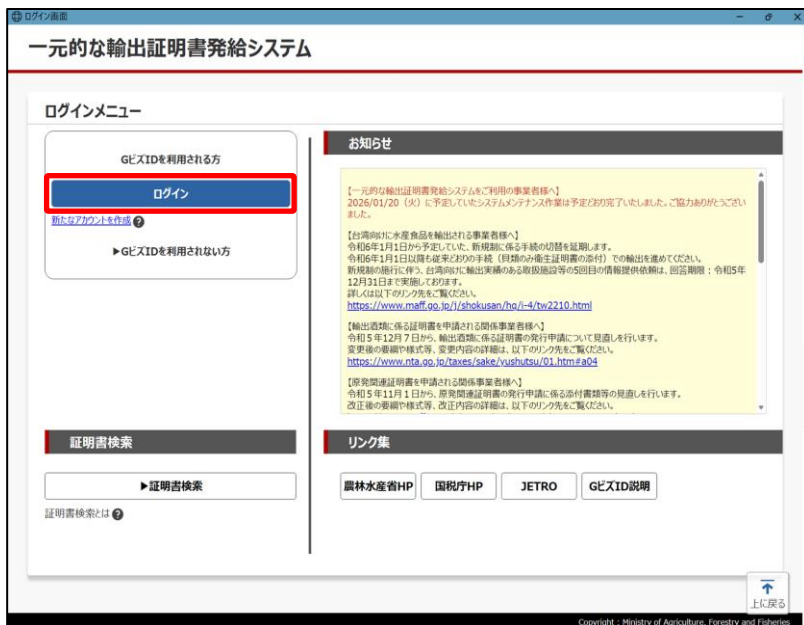 ログイン画面
一元的な輸出証明書発給システム
ログインメニュー
GビズIDを利用される方
ログイン
新たなアカウントを作成 ?
▶GビズIDを利用されない方
お知らせ
【一元的な輸出証明書発給システムをご利用の事業者様へ】
2026/01/20（火）に予定していたシステムメンテナンス作業は予定どおり完了いたしました。ご協力ありがとうござい
ました。
【台湾向けに水産食品を輸出される事業者様へ】
令和6年1月1日から予定していた、新規制に係る手続の切替を延期します。
令和6年1月1日以降も従来どおりの手続（貝類のみ衛生証明書の添付）での輸出を進めてください。
新規制の施行に伴う、台湾向けに輸出実績のある取扱施設等の5回目の情報提供依頼は、回答期限：令和5年
12月31日まで実施しております。
詳しくは以下のリンク先をご覧ください。
https://www.maff.go.jp/j/shokusan/hq/i-4/tw2210.html
【輸出酒類に係る証明書を申請される関係事業者様へ】
令和５年12月７日から、輸出酒類に係る証明書の発行申請について見直しを行います。
変更後の要綱や様式等、変更内容の詳細は、以下のリンク先をご覧ください。
https://www.nta.go.jp/taxes/sake/yushutsu/01.htm#a04
【原発関連証明書を申請される関係事業者様へ】
令和５年11月１日から、原発関連証明書の発行申請に係る添付書類等の見直しを行います。
改正後の要綱や様式等、改正内容の詳細は、以下のリンク先をご覧ください。
証明書検索
▶証明書検索
証明書検索とは ?
リンク集
農林水産省HP
国税庁HP
JETRO
GビズID説明
上に戻る
Copyright : Ministry of Agriculture, Forestry and Fisheries